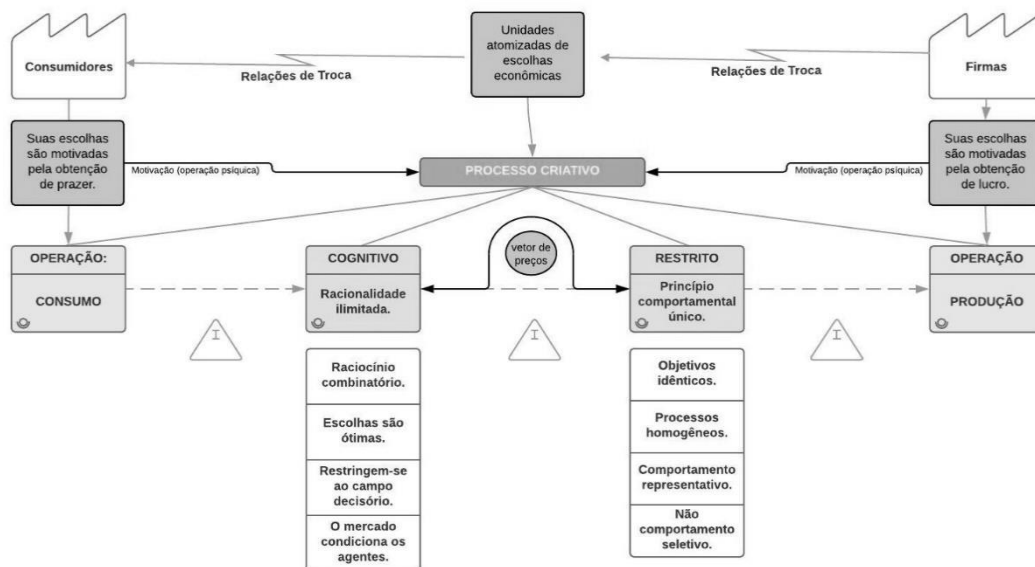 Consumidores
Relações de Troca
Unidades
atomizadas de
escolhas
econômicas
Relações de Troca
Firmas
Suas escolhas
são motivadas
pela obtenção
de prazer.
Motivação (operação psíquica)
PROCESSO CRIATIVO
Motivação (operação psíquica)
Suas escolhas
são motivadas
pela obtenção
de lucro.
OPERAÇÃO:
CONSUMO
COGNITIVO
Racionalidade
ilimitada.
vetor de
preços
RESTRITO
Princípio
comportamental
único.
OPERAÇÃO
PRODUÇÃO
I
I
I
Raciocínio
combinatório.
Escolhas são
ótimas.
Restringem-se
ao campo
decisório.
O mercado
condiciona os
agentes.
Objetivos
idênticos.
Processos
homogêneos.
Comportamento
representativo.
Não
comportamento
seletivo.